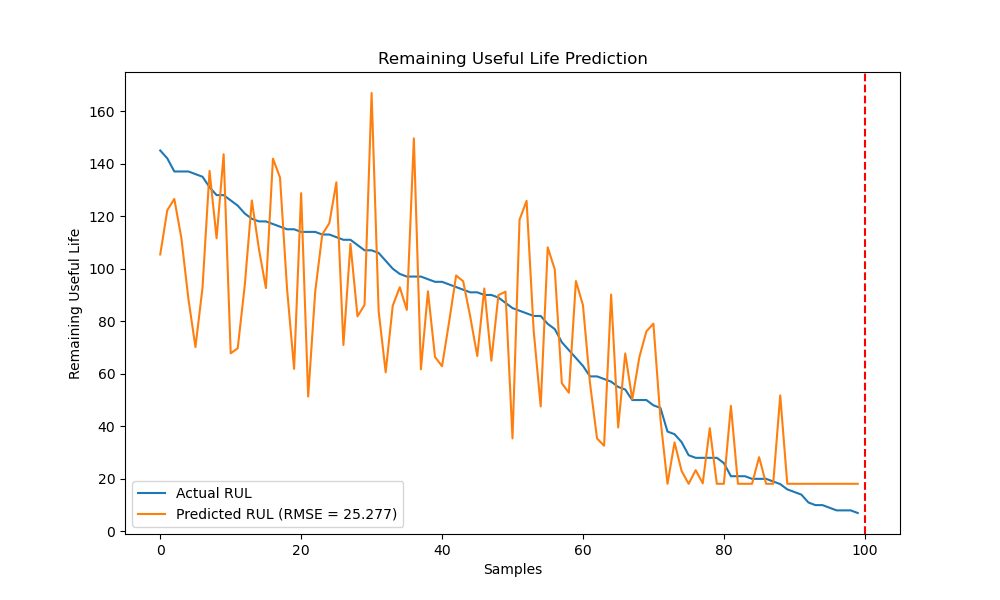 Remaining Useful Life Prediction
Remaining Useful Life
160
140
120
100
80
60
40
20
0
Actual RUL
Predicted RUL (RMSE = 25.277)
0 20 40 60 80 100
Samples